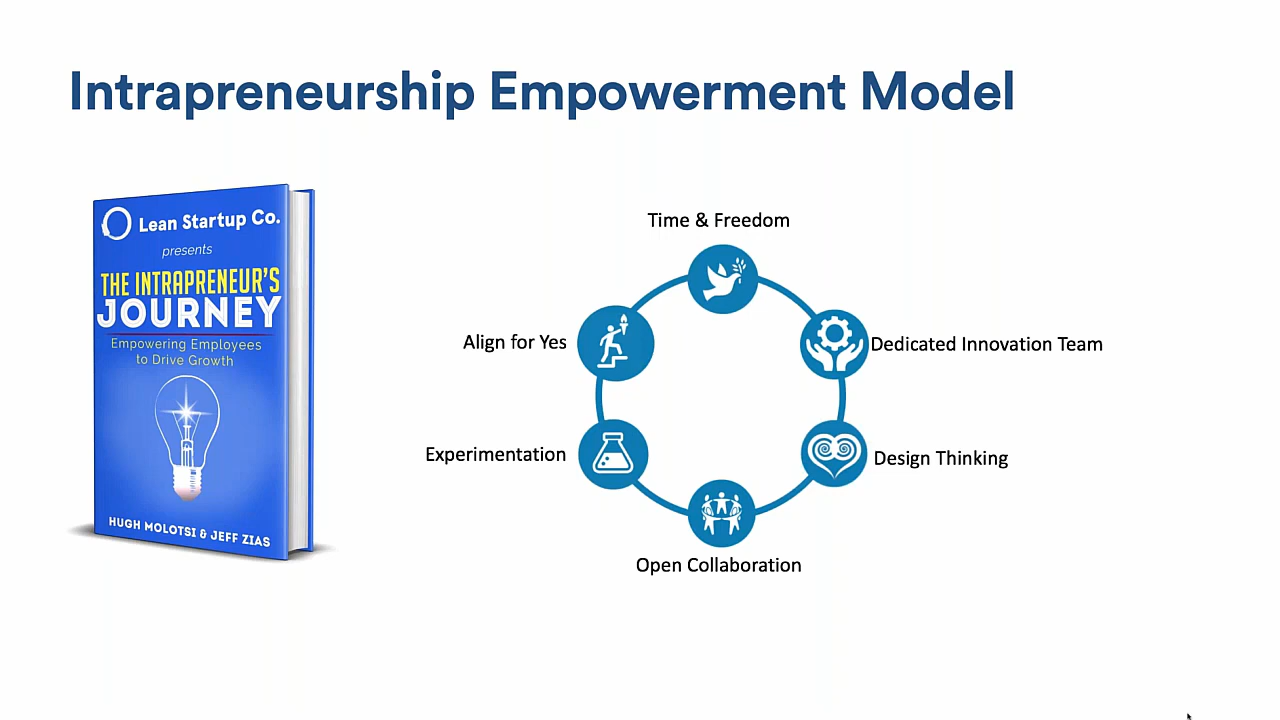 Intrapreneurship Empowerment Model
Lean Startup Co.
presents
THE INTRAPRENEUR'S
JOURNEY
Empowering Employees
to Drive Growth
HUGH MOLOTSI & JEFF ZIAS
Time & Freedom
Align for Yes
Dedicated Innovation Team
Experimentation
Design Thinking
Open Collaboration